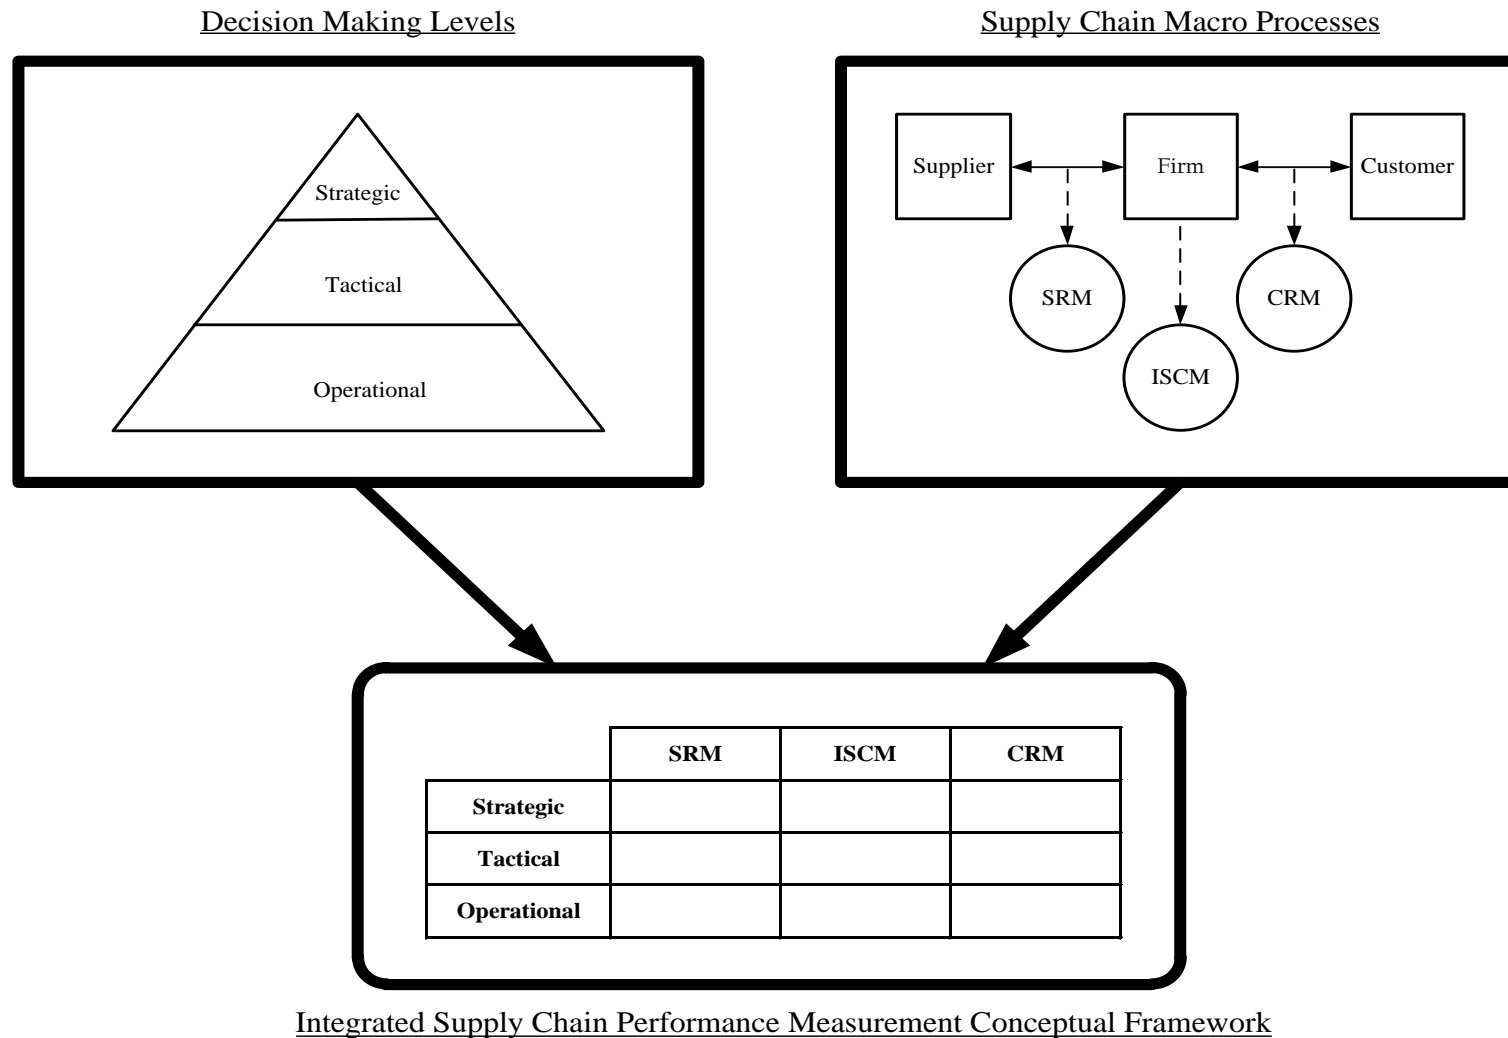 Decision Making Levels
Supply Chain Macro Processes
Strategic
Tactical
Operational
Supplier
Firm
Customer
SRM
CRM
ISCM
SRM ISCM CRM
Strategic
Tactical
Operational
Integrated Supply Chain Performance Measurement Conceptual Framework